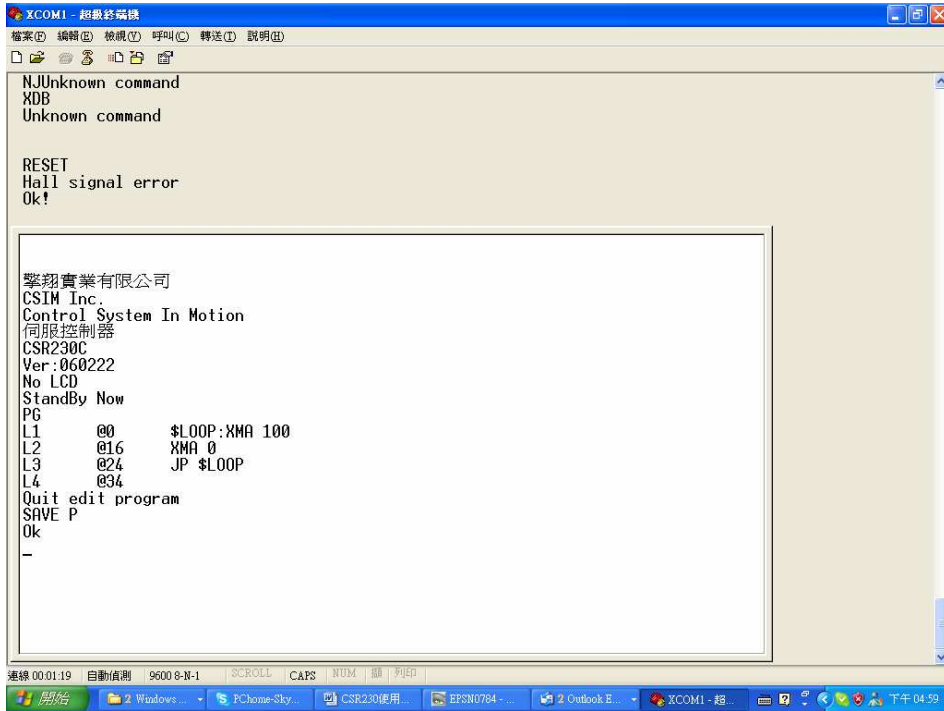 XCOM1 - 超級終端機
檔案(F) 編輯(E) 檢視(V) 呼叫(C) 轉送(T) 說明(H)
NJUnknown command
XDB
Unknown command
RESET
Hall signal error
Ok!
擎翔實業有限公司
CSIM Inc.
Control System In Motion
伺服控制器
CSR230C
Ver:060222
No LCD
StandBy Now
PG
L1 @0 $LOOP:XMA 100
L2 @16 XMA 0
L3 @24 JP $LOOP
L4 @34
Quit edit program
SAVE P
Ok
_
連線 00:01:19 自動偵測 9600 8-N-1 SCROLL CAPS NUM 擷 列印
開始 2 Windows ... PChome-Sky... CSR230使用... EPSN0784 - ... 2 Outlook E... XCOM1 - 超... 下午 04:59